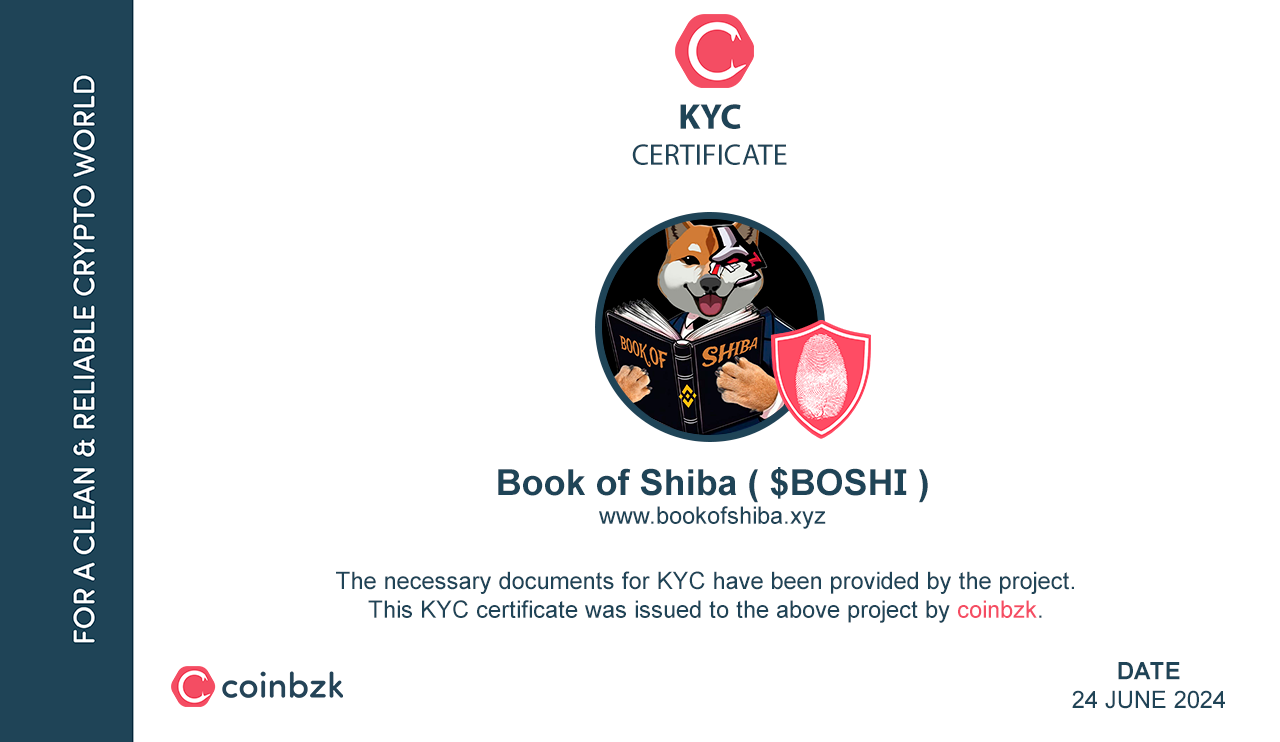 FOR A CLEAN & RELIABLE CRYPTO WORLD
KYC
CERTIFICATE
BOOK OF
SHIBA
Book of Shiba ( $BOSHI )
www.bookofshiba.xyz
The necessary documents for KYC have been provided by the project.
This KYC certificate was issued to the above project by coinbzk.
coinbzk
DATE
24 JUNE 2024